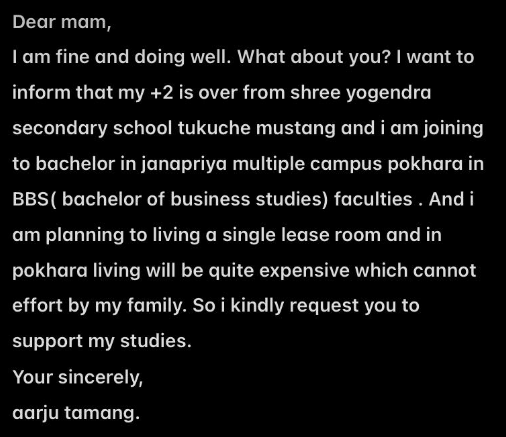 Dear mam,
I am fine and doing well. What about you? I want to
inform that my +2 is over from shree yogendra
secondary school tukuche mustang and i am joining
to bachelor in janapriya multiple campus pokhara in
BBS( bachelor of business studies) faculties . And i
am planning to living a single lease room and in
pokhara living will be quite expensive which cannot
effort by my family. So i kindly request you to
support my studies.
Your sincerely,
aarju tamang.